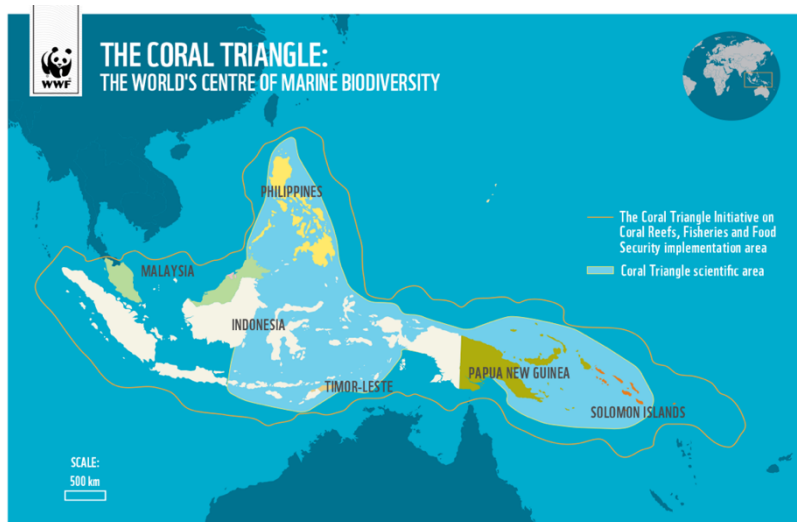 WWF
THE CORAL TRIANGLE:
THE WORLD'S CENTRE OF MARINE BIODIVERSITY
PHILIPPINES
The Coral Triangle Initiative on
Coral Reefs, Fisheries and Food
Security implementation area
Coral Triangle scientific area
MALAYSIA
INDONESIA
TIMOR-LESTE
PAPUA NEW GUINEA
SOLOMON ISLANDS
SCALE:
500 km